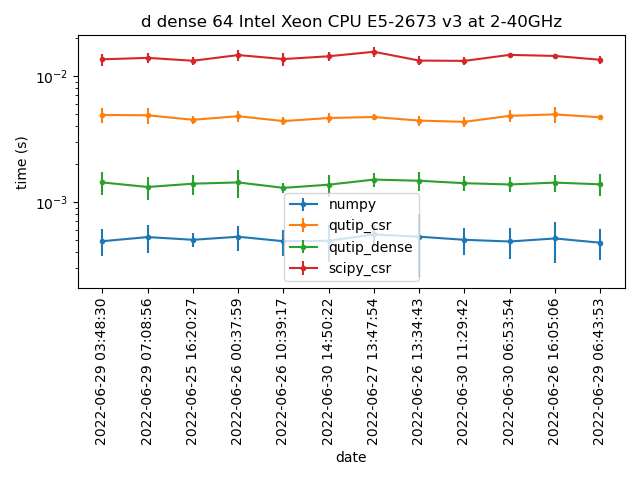 d dense 64 Intel Xeon CPU E5-2673 v3 at 2-40GHz
time (s)
10⁻²
10⁻³
numpy
qutip_csr
qutip_dense
scipy_csr
2022-06-29 03:48:30
2022-06-29 07:08:56
2022-06-25 16:20:27
2022-06-26 00:37:59
2022-06-26 10:39:17
2022-06-30 14:50:22
2022-06-27 13:47:54
2022-06-26 13:34:43
2022-06-30 11:29:42
2022-06-30 06:53:54
2022-06-26 16:05:06
2022-06-29 06:43:53
date